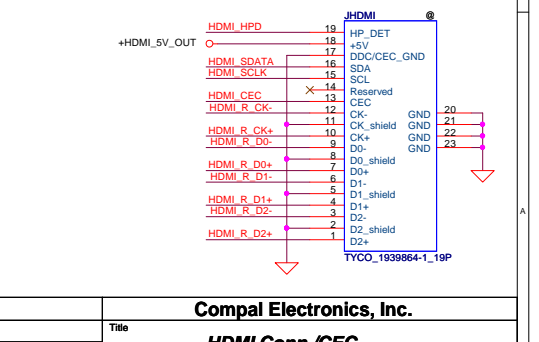 JHDMI @
HDMI_HPD 19 HP_DET
+HDMI_5V_OUT 18 +5V
17 DDC/CEC_GND
HDMI_SDATA 16 SDA
HDMI_SCLK 15 SCL
14 Reserved
HDMI_CEC 13 CEC
HDMI_R_CK- 12 CK- GND 20
11 CK_shield GND 21
HDMI_R_CK+ 10 CK+ GND 22
HDMI_R_D0- 9 D0- GND 23
8 D0_shield
HDMI_R_D0+ 7 D0+
HDMI_R_D1- 6 D1-
5 D1_shield
HDMI_R_D1+ 4 D1+
HDMI_R_D2- 3 D2-
2 D2_shield
HDMI_R_D2+ 1 D2+
TYCO_1939864-1_19P
A
Compal Electronics, Inc.
Title
HDMI Conn./CEC